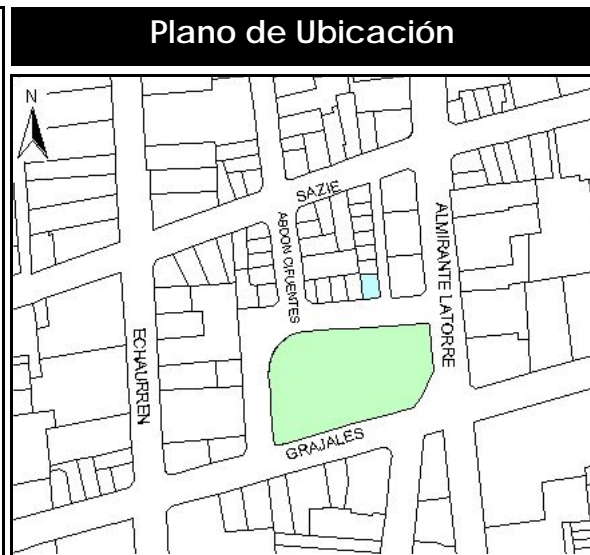 Plano de Ubicación
N
SAZIE
ABDON CIFUENTES
ALMIRANTE LATORRE
ECHAURREN
GRAJALES